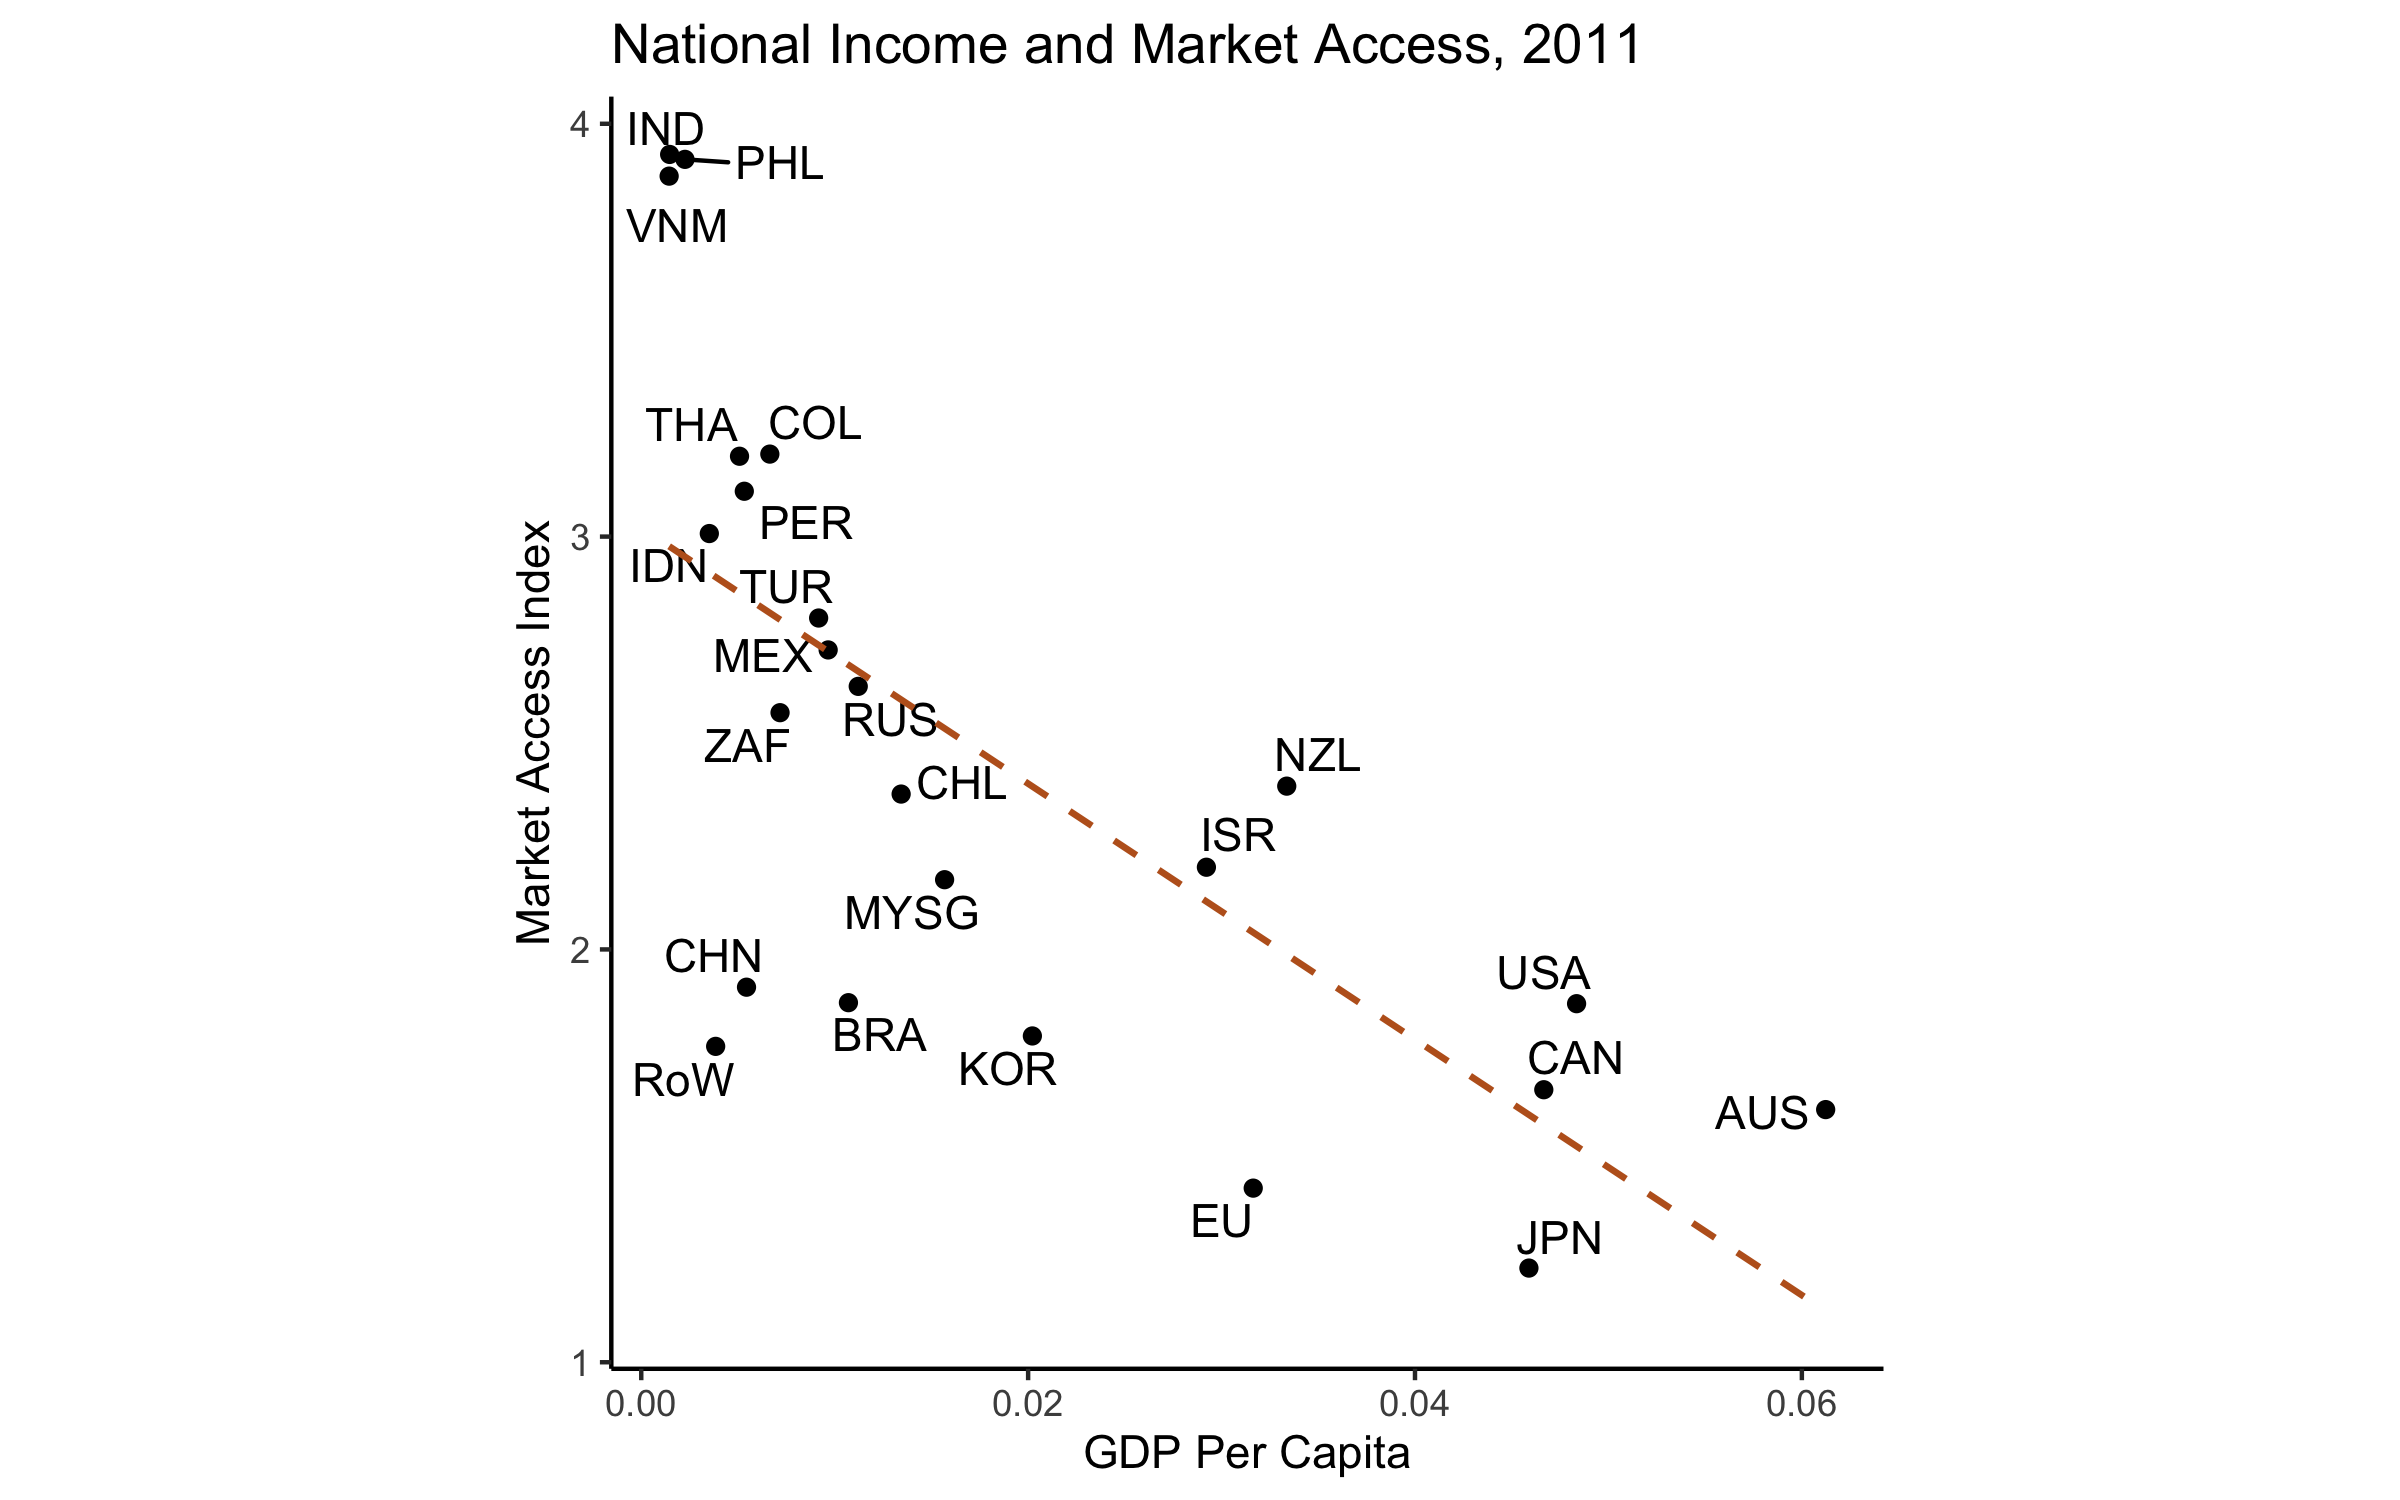 National Income and Market Access, 2011
4
IND
PHL
VNM
THA
COL
PER
3
IDN
TUR
MEX
RUS
ZAF
NZL
CHL
ISR
MYSG
2
CHN
USA
BRA
CAN
KOR
RoW
AUS
EU
JPN
1
Market Access Index
0.00 0.02 0.04 0.06
GDP Per Capita